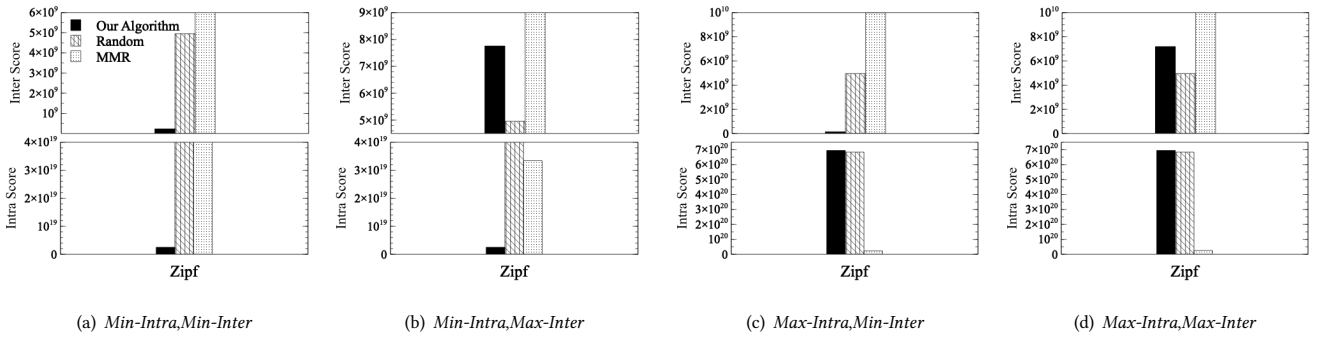 Inter Score
6×10⁹
5×10⁹
4×10⁹
3×10⁹
2×10⁹
10⁹
Our Algorithm
Random
MMR
Intra Score
4×10¹⁹
3×10¹⁹
2×10¹⁹
10¹⁹
0
Zipf
(a) Min-Intra,Min-Inter
Inter Score
9×10⁹
8×10⁹
7×10⁹
6×10⁹
5×10⁹
Intra Score
4×10¹⁹
3×10¹⁹
2×10¹⁹
10¹⁹
0
Zipf
(b) Min-Intra,Max-Inter
Inter Score
10¹⁰
8×10⁹
6×10⁹
4×10⁹
2×10⁹
0
Intra Score
7×10²⁰
6×10²⁰
5×10²⁰
4×10²⁰
3×10²⁰
2×10²⁰
10²⁰
0
Zipf
(c) Max-Intra,Min-Inter
Inter Score
10¹⁰
8×10⁹
6×10⁹
4×10⁹
2×10⁹
0
Intra Score
7×10²⁰
6×10²⁰
5×10²⁰
4×10²⁰
3×10²⁰
2×10²⁰
10²⁰
0
Zipf
(d) Max-Intra,Max-Inter